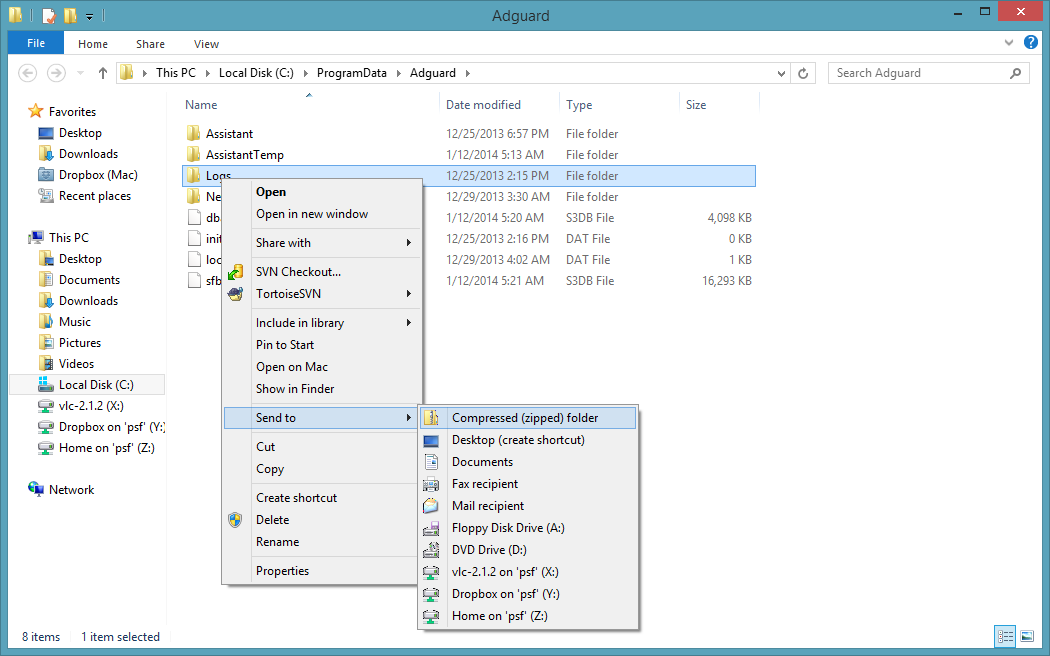 Adguard
File Home Share View
This PC Local Disk (C:) ProgramData Adguard Search Adguard
Favorites
Desktop
Downloads
Dropbox (Mac)
Recent places
This PC
Desktop
Documents
Downloads
Music
Pictures
Videos
Local Disk (C:)
vlc-2.1.2 (X:)
Dropbox on 'psf' (Y:)
Home on 'psf' (Z:)
Network
Name Date modified Type Size
Assistant 12/25/2013 6:57 PM File folder
AssistantTemp 1/12/2014 5:13 AM File folder
Logs 12/25/2013 2:15 PM File folder
Ne 12/29/2013 3:30 AM File folder
db 1/12/2014 5:20 AM S3DB File 4,098 KB
init 12/25/2013 2:16 PM DAT File 0 KB
loc 12/29/2013 4:02 AM DAT File 1 KB
sfb 1/12/2014 5:21 AM S3DB File 16,293 KB
Open
Open in new window
Share with
SVN Checkout...
TortoiseSVN
Include in library
Pin to Start
Open on Mac
Show in Finder
Send to
Cut
Copy
Create shortcut
Delete
Rename
Properties
Compressed (zipped) folder
Desktop (create shortcut)
Documents
Fax recipient
Mail recipient
Floppy Disk Drive (A:)
DVD Drive (D:)
vlc-2.1.2 on 'psf' (X:)
Dropbox on 'psf' (Y:)
Home on 'psf' (Z:)
8 items 1 item selected